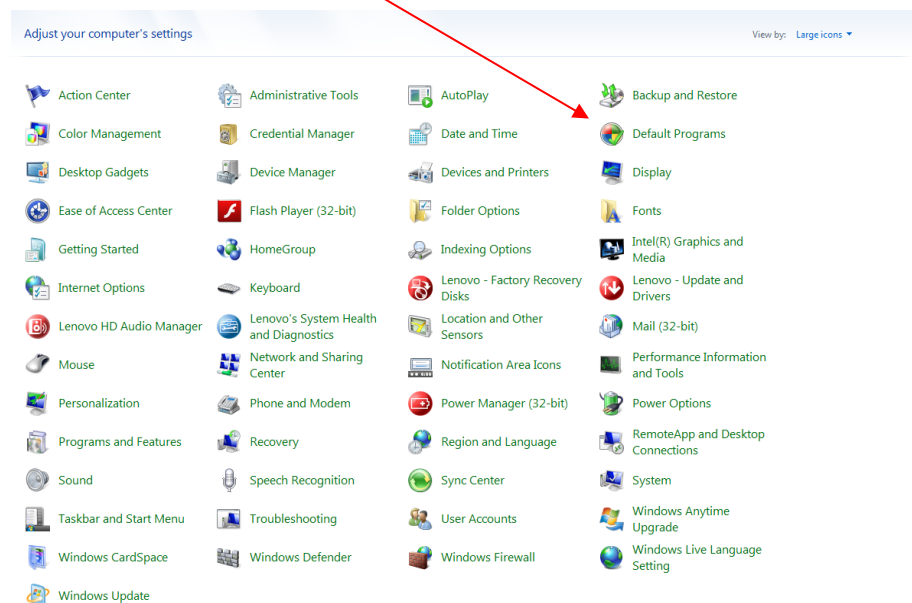 Adjust your computer's settings
View by: Large icons
Action Center
Administrative Tools
AutoPlay
Backup and Restore
Color Management
Credential Manager
Date and Time
Default Programs
Desktop Gadgets
Device Manager
Devices and Printers
Display
Ease of Access Center
Flash Player (32-bit)
Folder Options
Fonts
Getting Started
HomeGroup
Indexing Options
Intel(R) Graphics and
Media
Internet Options
Keyboard
Lenovo - Factory Recovery
Disks
Lenovo - Update and
Drivers
Lenovo HD Audio Manager
Lenovo's System Health
and Diagnostics
Location and Other
Sensors
Mail (32-bit)
Mouse
Network and Sharing
Center
Notification Area Icons
Performance Information
and Tools
Personalization
Phone and Modem
Power Manager (32-bit)
Power Options
Programs and Features
Recovery
Region and Language
RemoteApp and Desktop
Connections
Sound
Speech Recognition
Sync Center
System
Taskbar and Start Menu
Troubleshooting
User Accounts
Windows Anytime
Upgrade
Windows CardSpace
Windows Defender
Windows Firewall
Windows Live Language
Setting
Windows Update